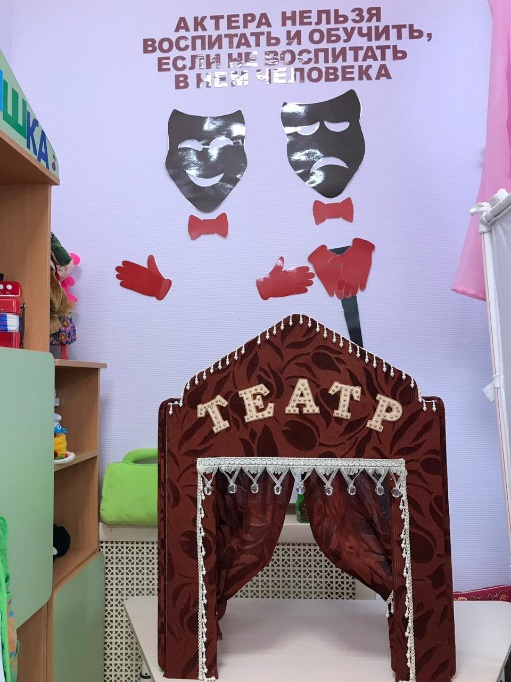 АКТЕРА НЕЛЬЗЯ
ВОСПИТАТЬ И ОБУЧИТЬ,
ЕСЛИ НЕ ВОСПИТАТЬ
В НЕМ ЧЕЛОВЕКА
ТЕАТР